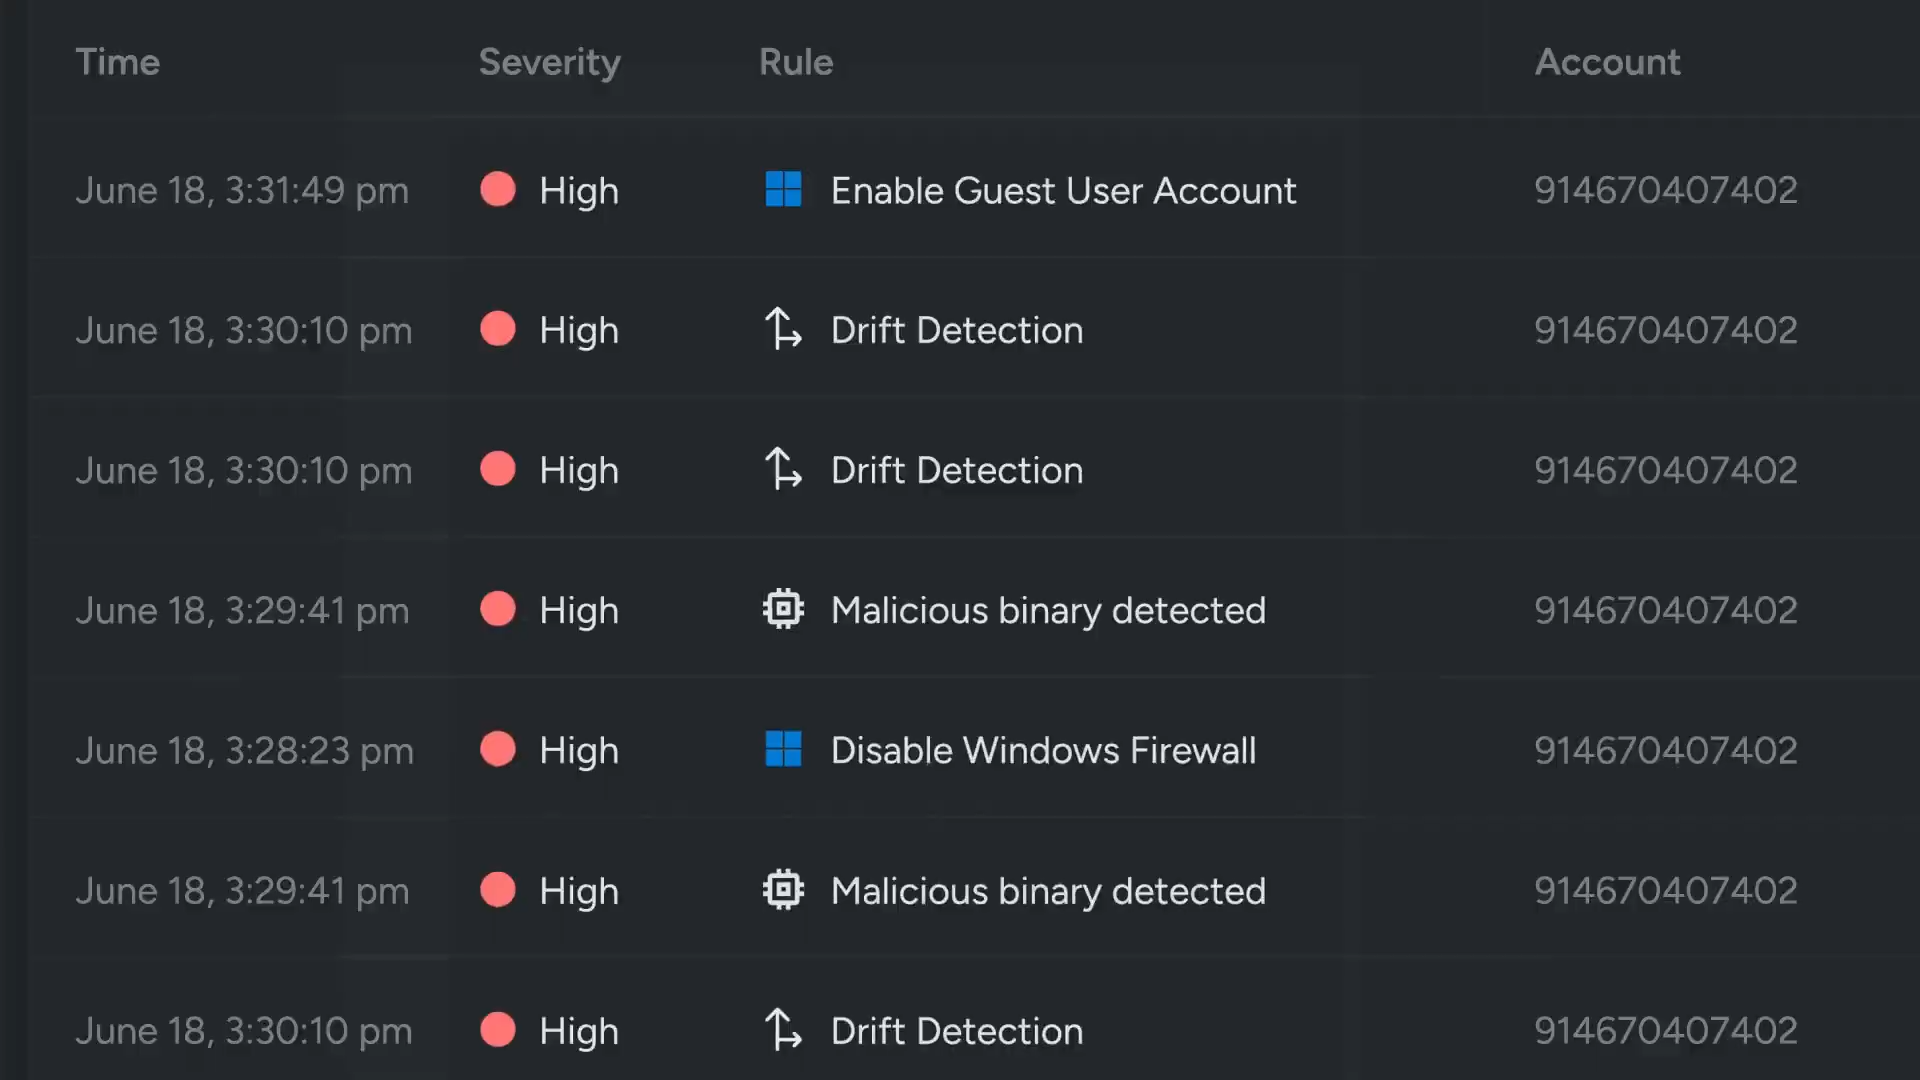 Time Severity Rule Account
June 18, 3:31:49 pm High Enable Guest User Account 914670407402
June 18, 3:30:10 pm High Drift Detection 914670407402
June 18, 3:30:10 pm High Drift Detection 914670407402
June 18, 3:29:41 pm High Malicious binary detected 914670407402
June 18, 3:28:23 pm High Disable Windows Firewall 914670407402
June 18, 3:29:41 pm High Malicious binary detected 914670407402
June 18, 3:30:10 pm High Drift Detection 914670407402